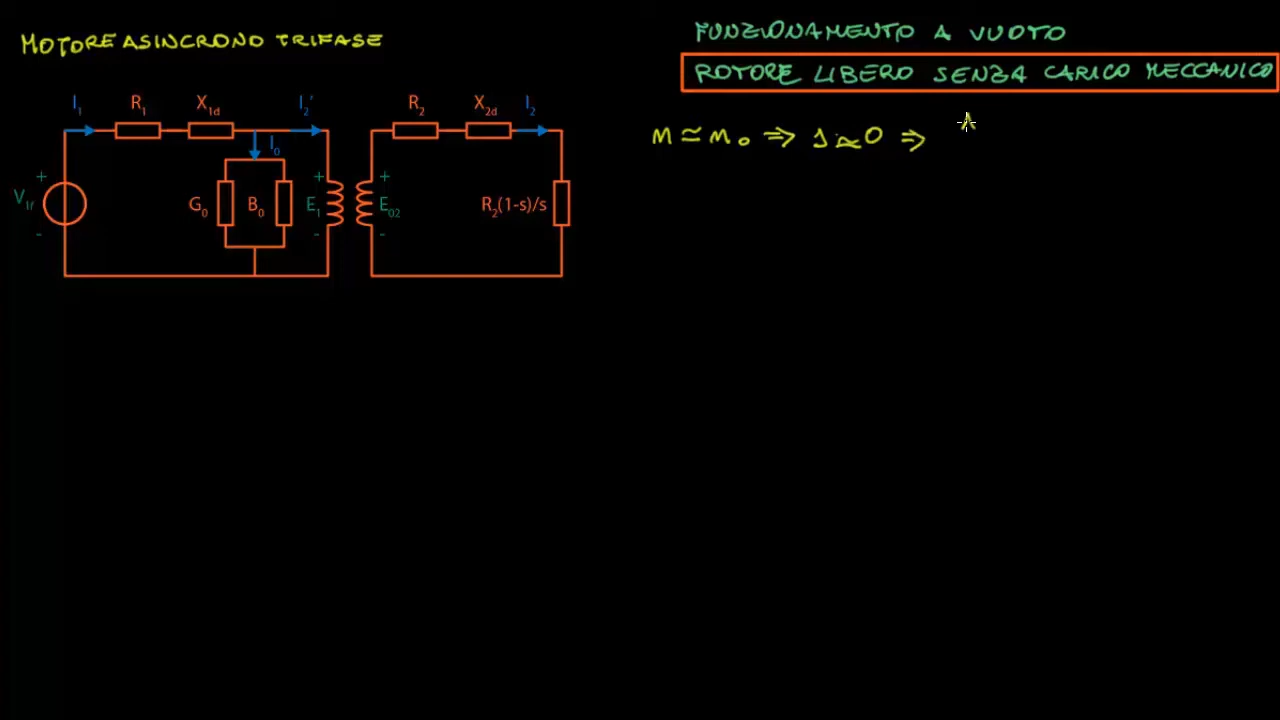 MOTORE ASINCRONO TRIFASE
FUNZIONAMENTO A VUOTO
ROTORE LIBERO SENZA CARICO MECCANICO
I₁ R₁ X₁d I₂' R₂ X₂d I₂
n ≃ n₀ ⇒ s ≃ 0 ⇒
I₀
+ + +
V₁f G₀ B₀ E₁ E₀₂ R₂(1-s)/s
- - -